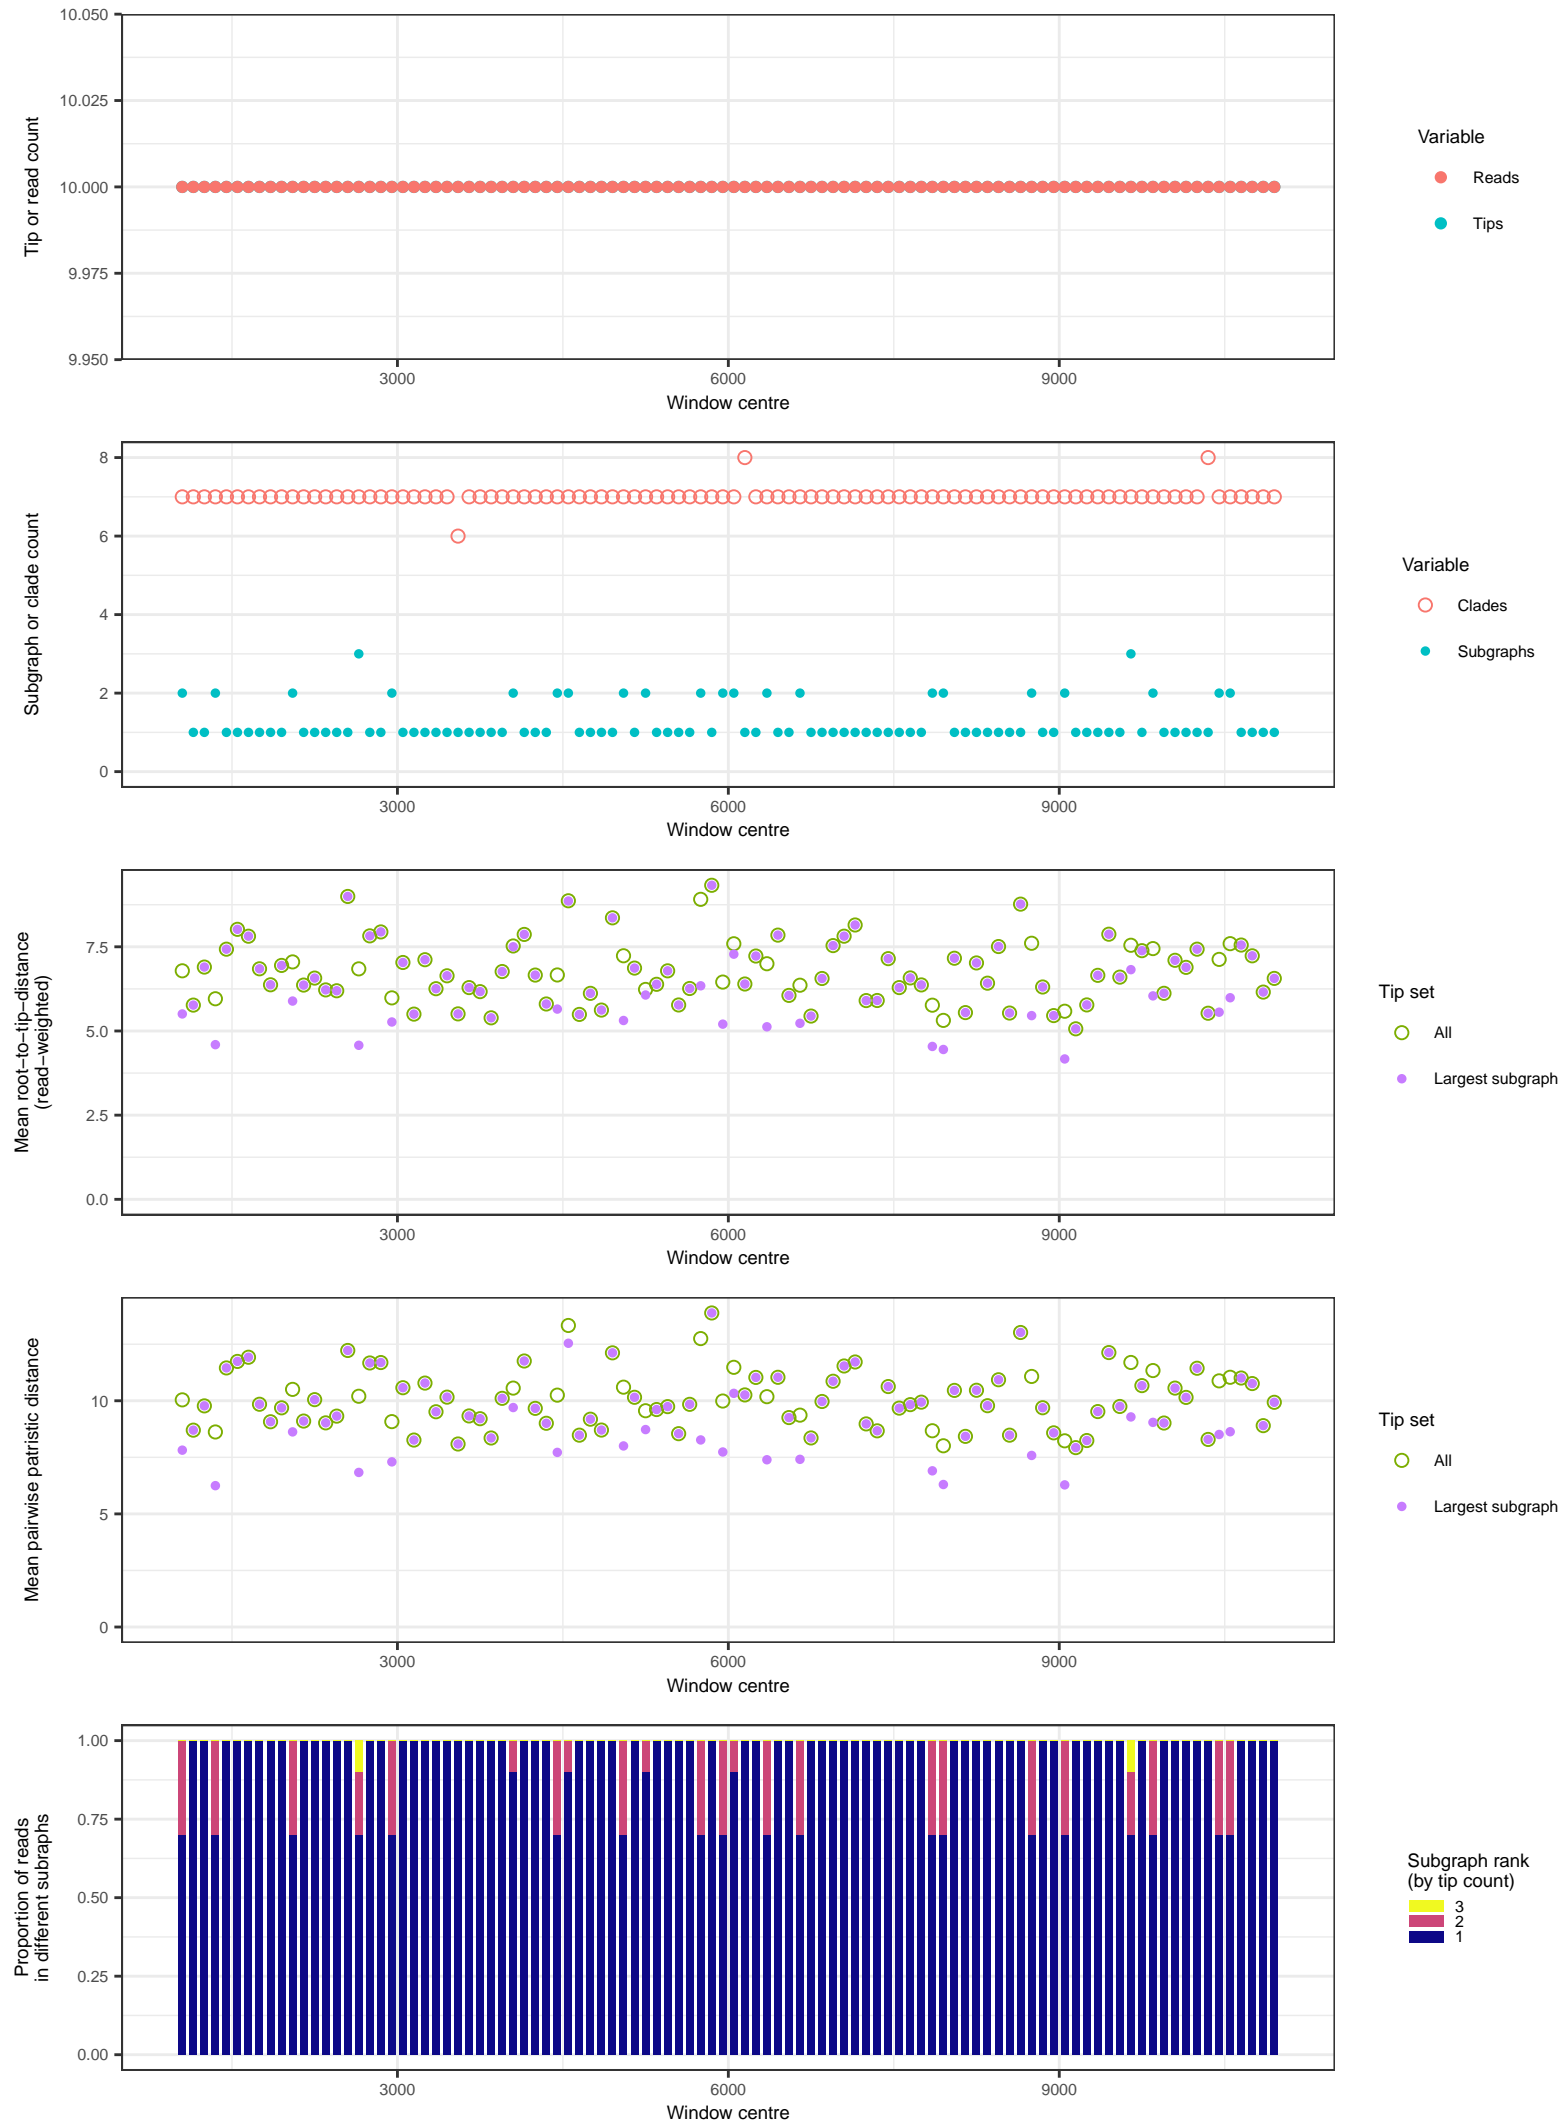 10.050
10.025
10.000
9.975
9.950
Tip or read count
3000
6000
9000
Window centre
Variable
Reads
Tips
8
6
4
2
0
Subgraph or clade count
3000
6000
9000
Window centre
Variable
Clades
Subgraphs
7.5
5.0
2.5
0.0
Mean root−to−tip−distance
(read−weighted)
3000
6000
9000
Window centre
Tip set
All
Largest subgraph
10
5
0
Mean pairwise patristic distance
3000
6000
9000
Window centre
Tip set
All
Largest subgraph
1.00
0.75
0.50
0.25
0.00
Proportion of reads
in different subraphs
3000
6000
9000
Window centre
Subgraph rank
(by tip count)
3
2
1